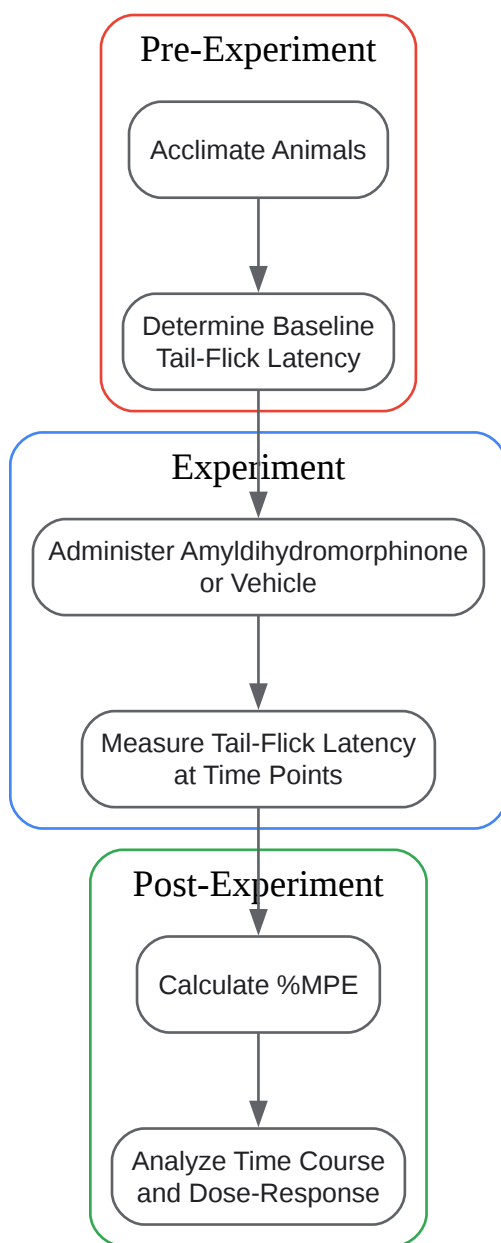 Pre-Experiment
Acclimate Animals
Determine Baseline
Tail-Flick Latency
Experiment
Administer Amyldihydromorphinone
or Vehicle
Measure Tail-Flick Latency
at Time Points
Post-Experiment
Calculate %MPE
Analyze Time Course
and Dose-Response